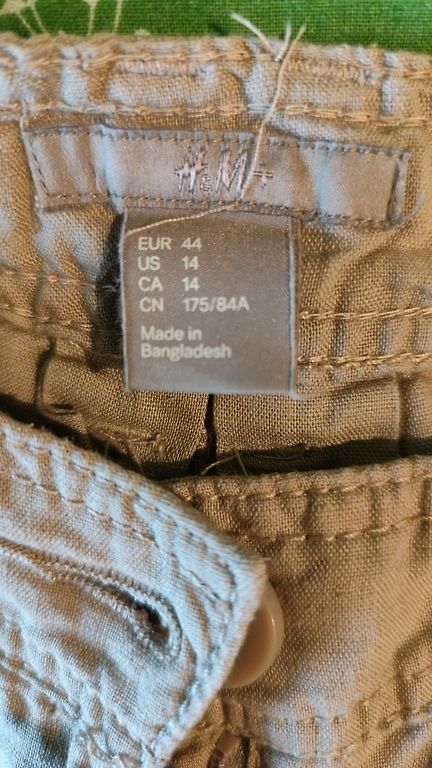 H&M
EUR 44
US 14
CA 14
CN 175/84A
Made in
Bangladesh